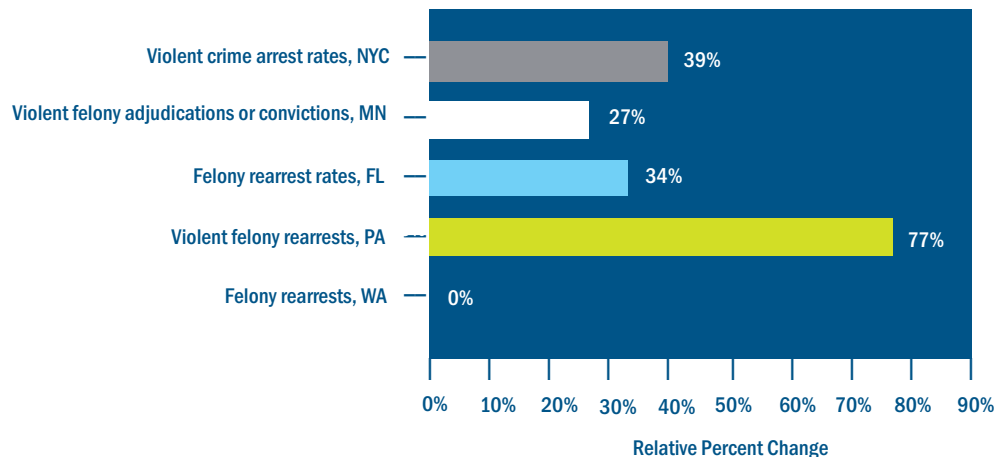 Violent crime arrest rates, NYC
39%
Violent felony adjudications or convictions, MN
27%
Felony rearrest rates, FL
34%
Violent felony rearrests, PA
77%
Felony rearrests, WA
0%
0% 10% 20% 30% 40% 50% 60% 70% 80% 90%
Relative Percent Change